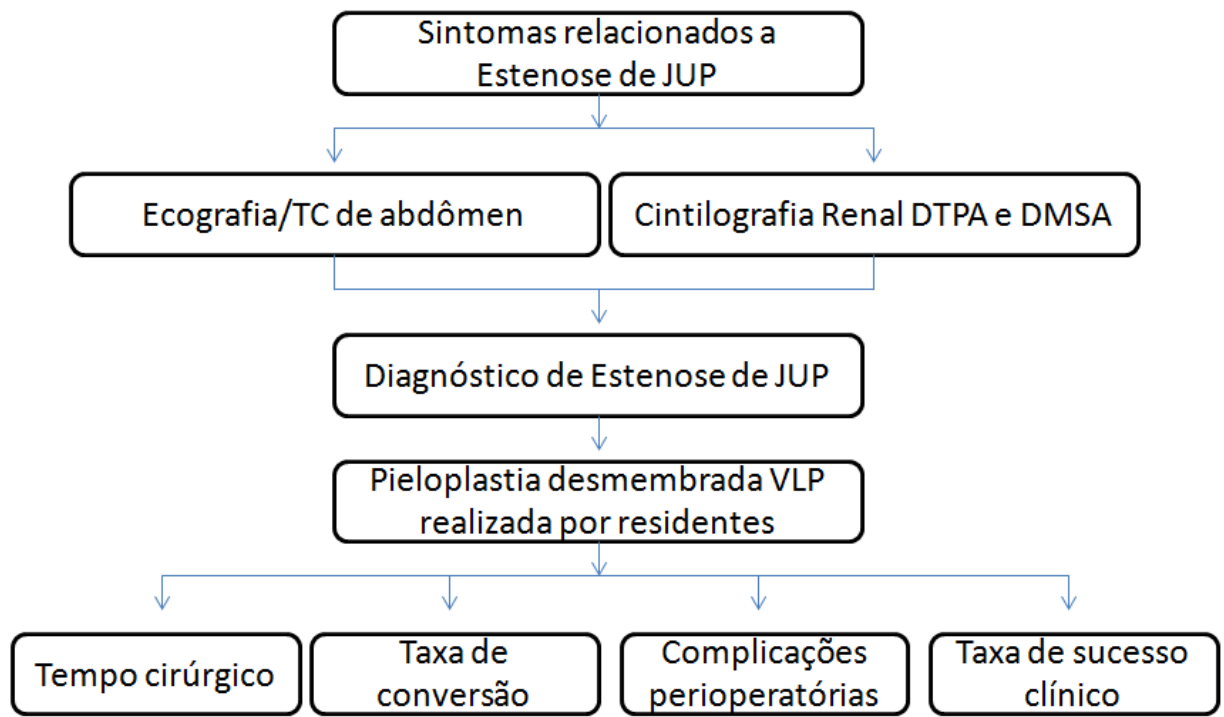 Sintomas relacionados a
Estenose de JUP
Ecografia/TC de abdômen
Cintilografia Renal DTPA e DMSA
Diagnóstico de Estenose de JUP
Pieloplastia desmembrada VLP
realizada por residentes
Tempo cirúrgico
Taxa de
conversão
Complicações
perioperatórias
Taxa de sucesso
clínico